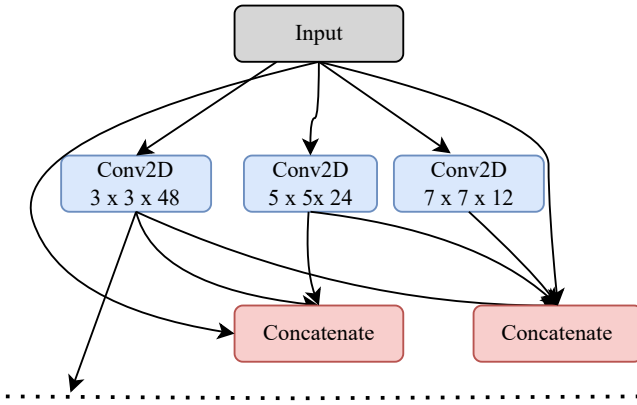 Input
Conv2D
3 x 3 x 48
Conv2D
5 x 5x 24
Conv2D
7 x 7 x 12
Concatenate
Concatenate